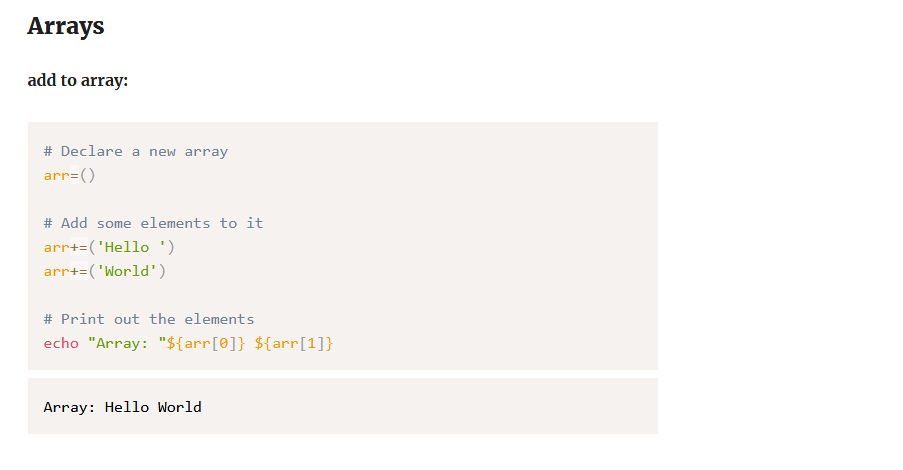 Arrays
add to array:
# Declare a new array
arr=()
# Add some elements to it
arr+=('Hello ')
arr+=('World')
# Print out the elements
echo "Array: "${arr[0]} ${arr[1]}
Array: Hello World